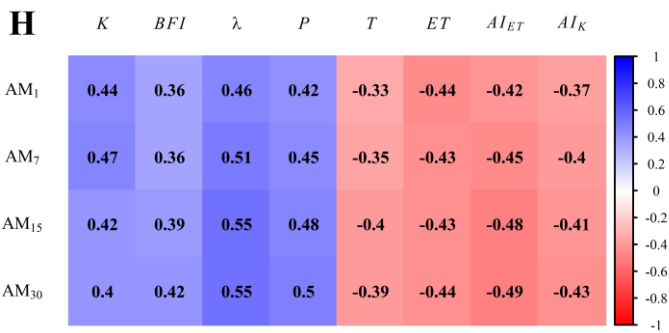 H K BFI λ P T ET AI_ET AI_K
AM₁ 0.44 0.36 0.46 0.42 -0.33 -0.44 -0.42 -0.37
AM₇ 0.47 0.36 0.51 0.45 -0.35 -0.43 -0.45 -0.4
AM₁₅ 0.42 0.39 0.55 0.48 -0.4 -0.43 -0.48 -0.41
AM₃₀ 0.4 0.42 0.55 0.5 -0.39 -0.44 -0.49 -0.43
1
0.8
0.6
0.4
0.2
0
-0.2
-0.4
-0.6
-0.8
-1